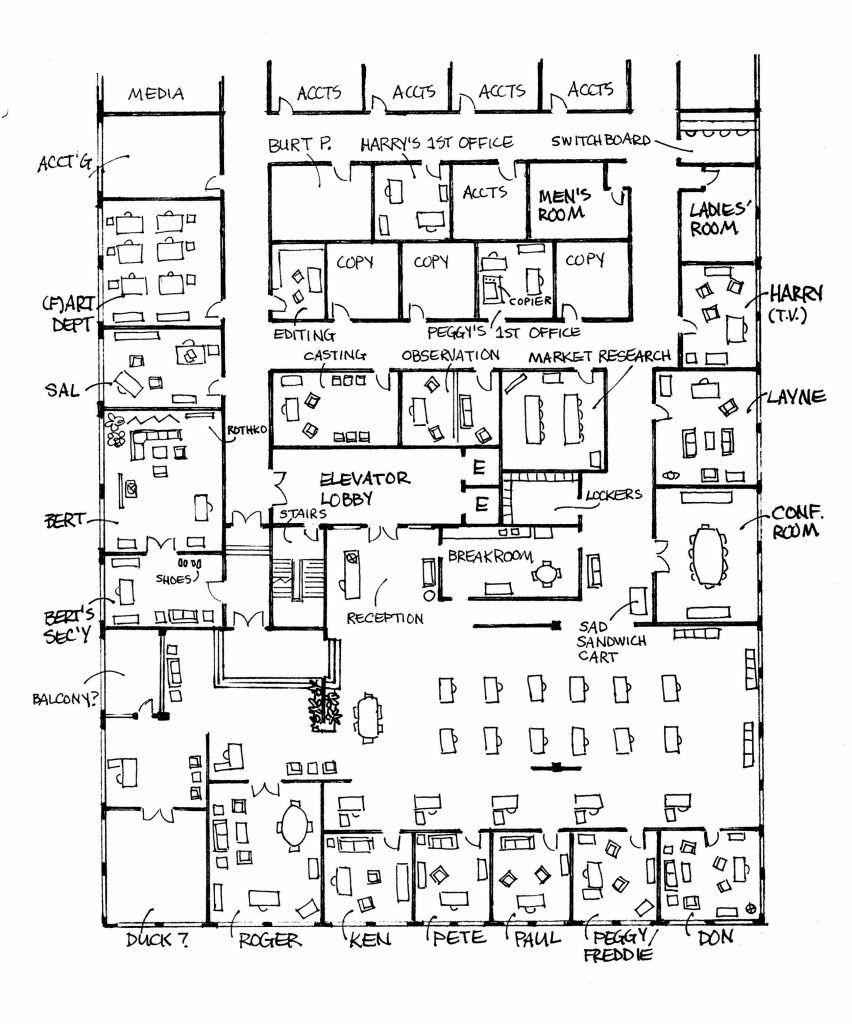 MEDIA
ACCTS
ACCTS
ACCTS
ACCTS
ACCT'G
BURT P.
HARRY'S 1ST OFFICE
SWITCHBOARD
ACCTS
MEN'S
ROOM
LADIES'
ROOM
(F)ART
DEPT
COPY
COPY
COPY
COPIER
EDITING
PEGGY'S 1ST OFFICE
HARRY
(T.V.)
CASTING
OBSERVATION
MARKET RESEARCH
SAL
LAYNE
ROTHKO
ELEVATOR
LOBBY
E
E
LOCKERS
BERT
STAIRS
CONF.
ROOM
BREAKROOM
SHOES
BERT'S
SEC'Y
RECEPTION
SAD
SANDWICH
CART
BALCONY?
DUCK?
ROGER
KEN
PETE
PAUL
PEGGY/
FREDDIE
DON